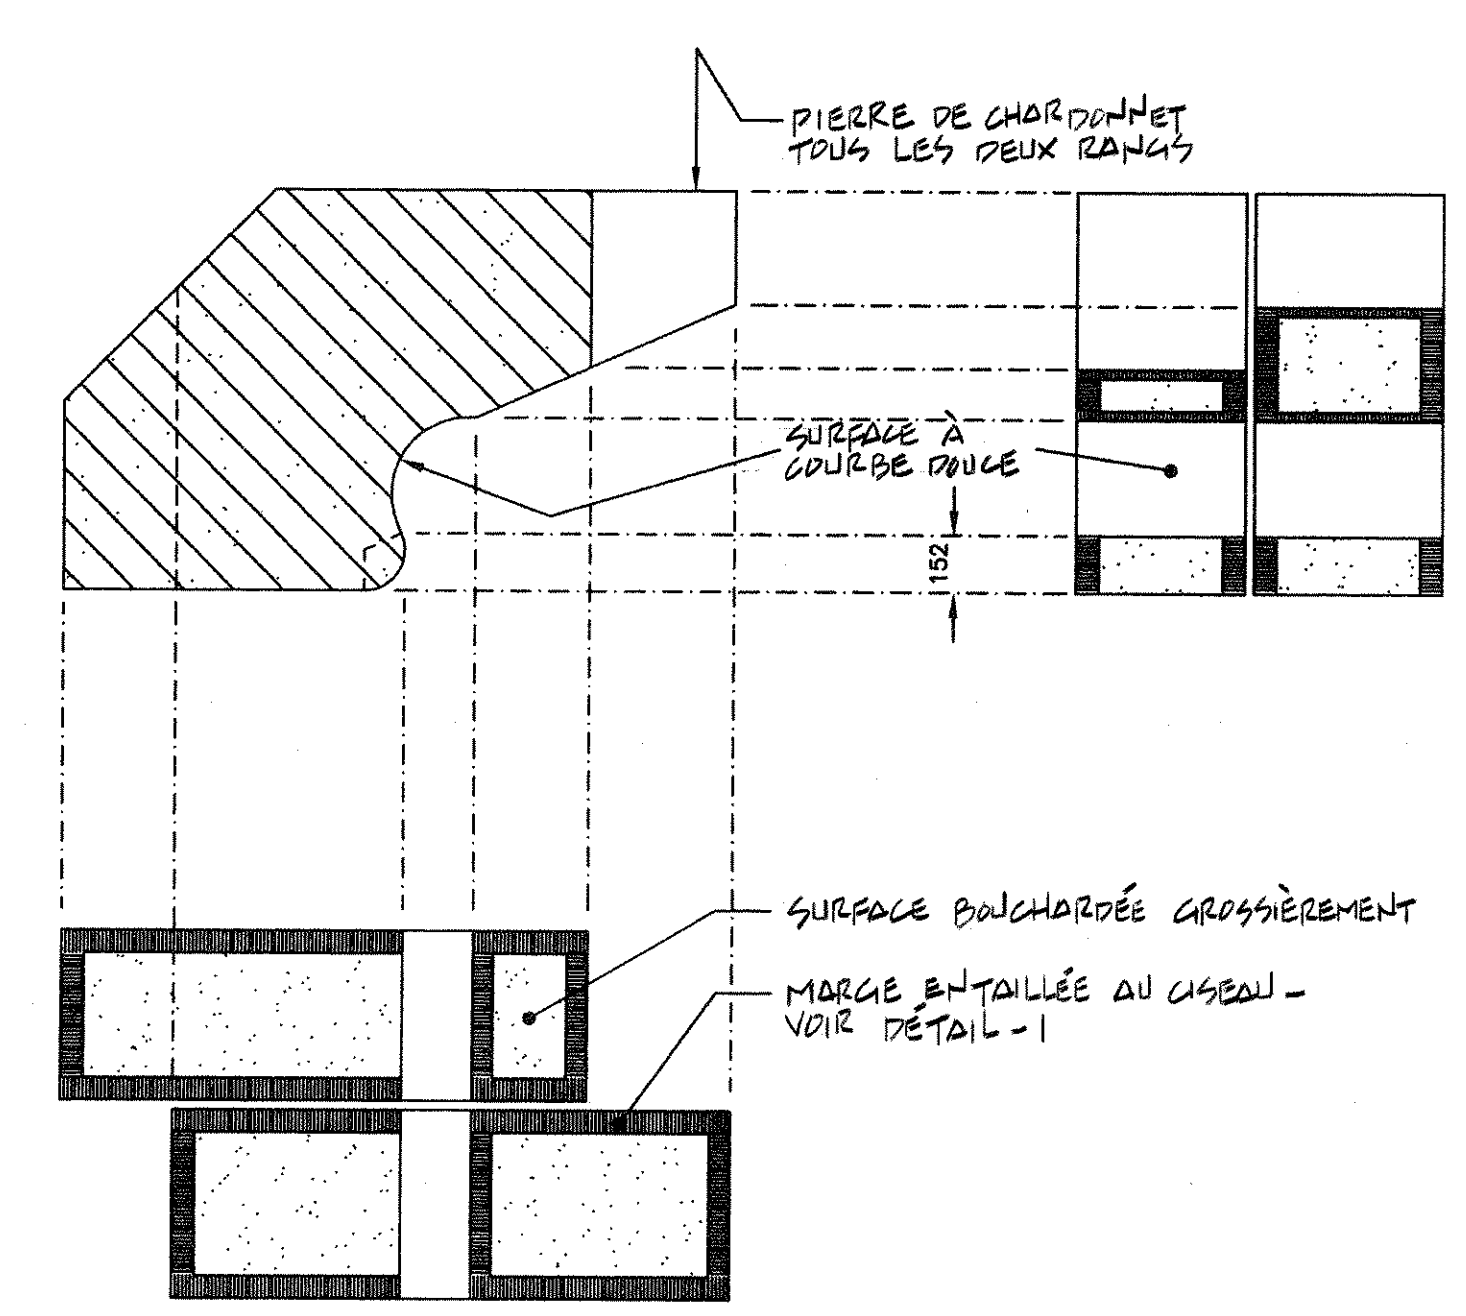 PIERRE DE CHARDONNET
TOUS LES DEUX RANGS
SURFACE À
COURBE DOUCE
152
SURFACE BOUCHARDÉE GROSSIÈREMENT
MARGE ENTAILLÉE AU CISEAU -
VOIR DÉTAIL - 1